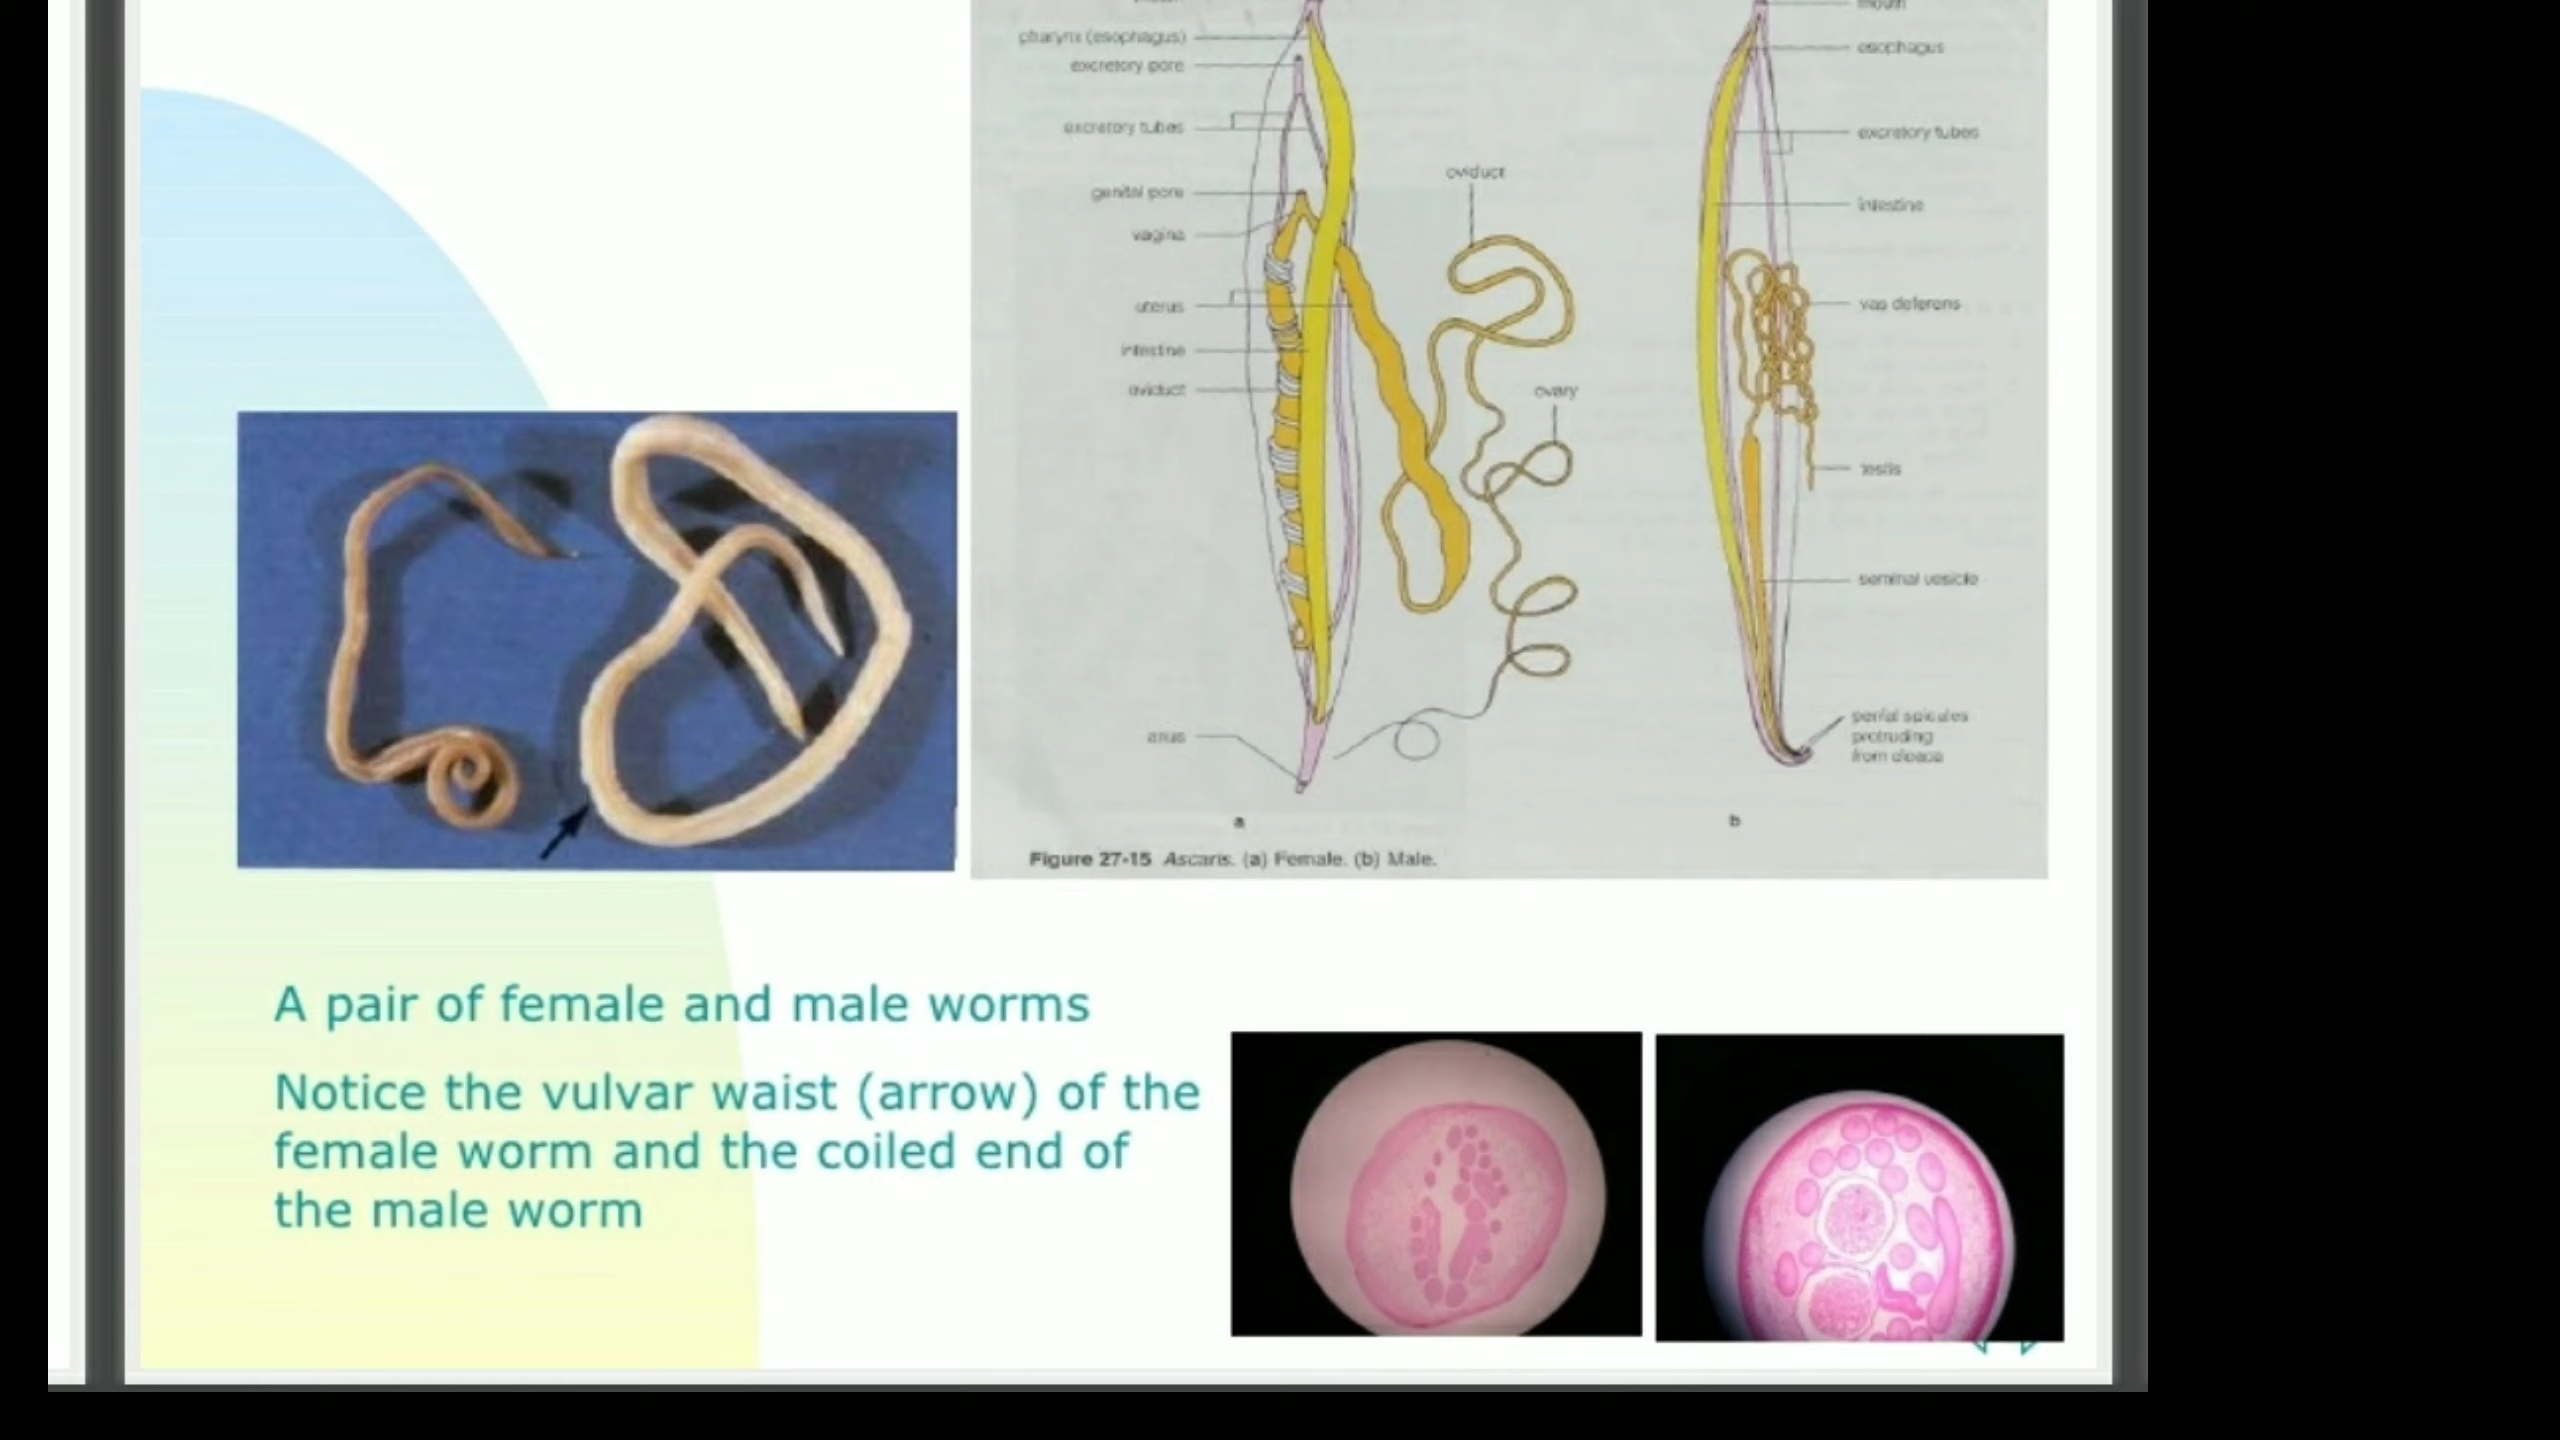 mouth
pharynx (esophagus)
esophagus
excretory pore
excretory tubes
excretory tubes
oviduct
genital pore
intestine
vagina
uterus
vas deferens
intestine
oviduct
ovary
testis
seminal vesicle
penial spicules
protruding
from cloaca
anus
a
b
Figure 27-15 Ascaris. (a) Female. (b) Male.
A pair of female and male worms
Notice the vulvar waist (arrow) of the
female worm and the coiled end of
the male worm